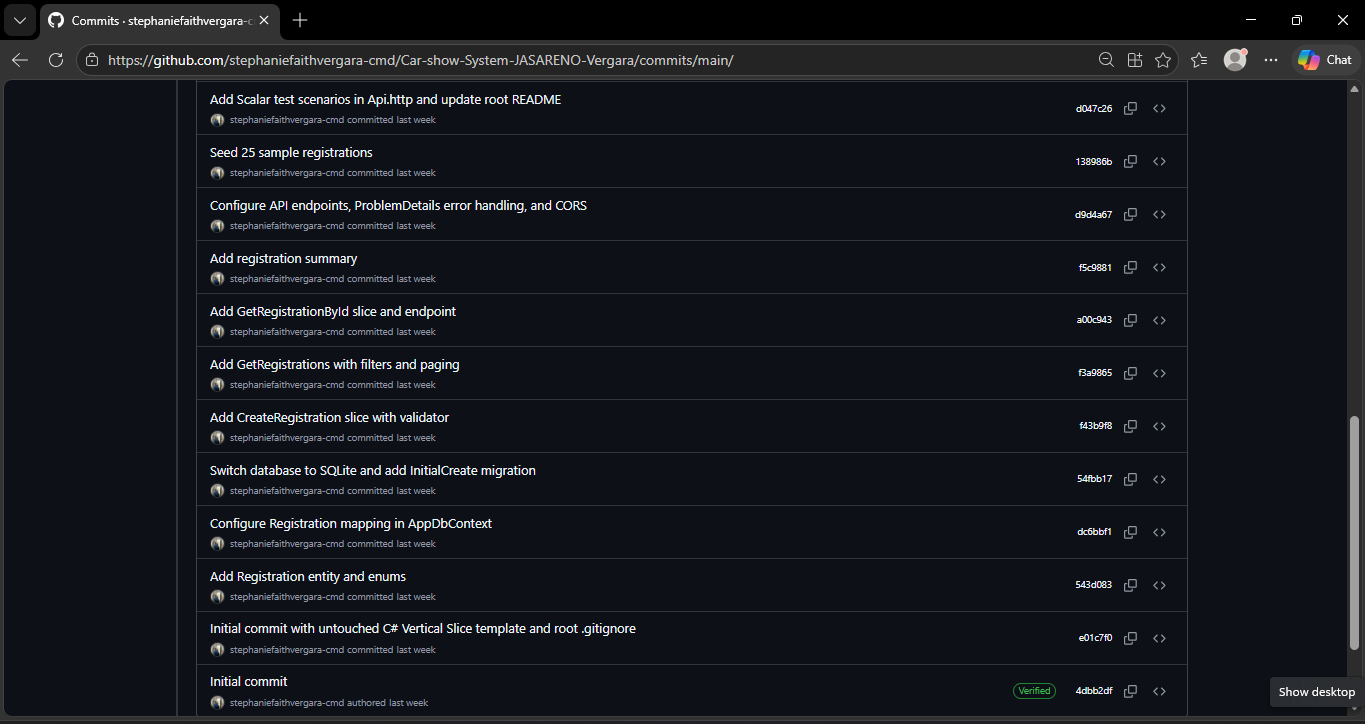 Commits · stephaniefaithvergara-c
https://github.com/stephaniefaithvergara-cmd/Car-show-System-JASARENO-Vergara/commits/main/
Chat
Add Scalar test scenarios in Api.http and update root README
d047c26
stephaniefaithvergara-cmd committed last week
Seed 25 sample registrations
138986b
stephaniefaithvergara-cmd committed last week
Configure API endpoints, ProblemDetails error handling, and CORS
d9d4a67
stephaniefaithvergara-cmd committed last week
Add registration summary
f5c9881
stephaniefaithvergara-cmd committed last week
Add GetRegistrationById slice and endpoint
a00c943
stephaniefaithvergara-cmd committed last week
Add GetRegistrations with filters and paging
f3a9865
stephaniefaithvergara-cmd committed last week
Add CreateRegistration slice with validator
f43b9f8
stephaniefaithvergara-cmd committed last week
Switch database to SQLite and add InitialCreate migration
54fbb17
stephaniefaithvergara-cmd committed last week
Configure Registration mapping in AppDbContext
dc6bbf1
stephaniefaithvergara-cmd committed last week
Add Registration entity and enums
543d083
stephaniefaithvergara-cmd committed last week
Initial commit with untouched C# Vertical Slice template and root .gitignore
e01c7f0
stephaniefaithvergara-cmd committed last week
Initial commit
Verified 4dbb2df
stephaniefaithvergara-cmd authored last week
Show desktop